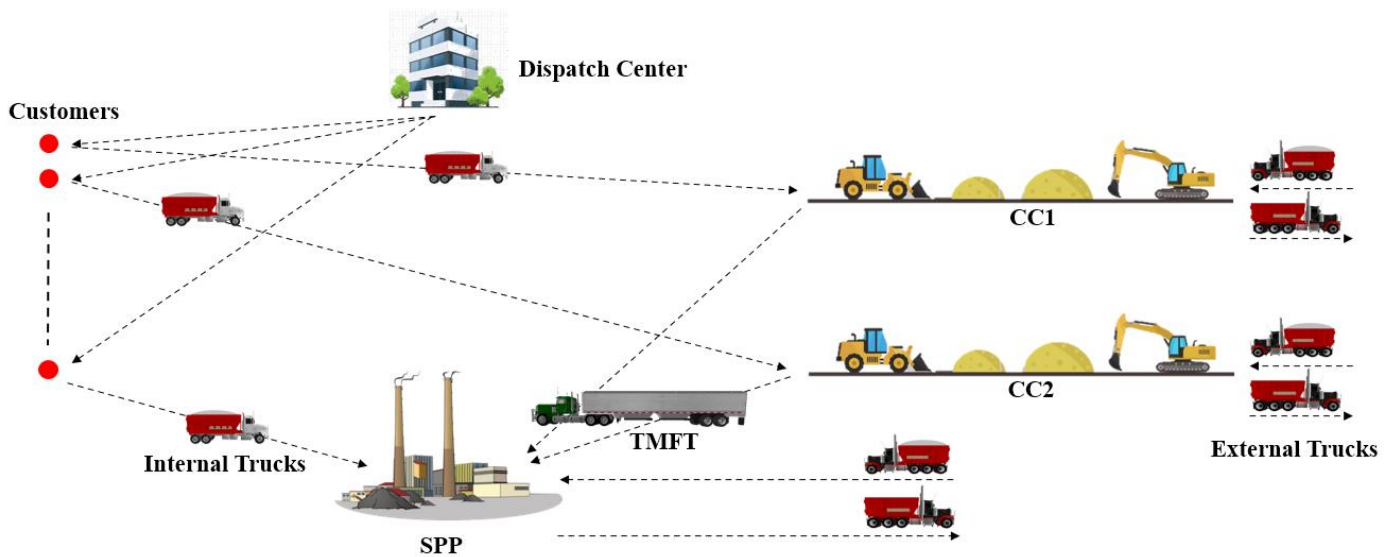 Dispatch Center
Customers
CC1
CC2
TMFT
Internal Trucks
External Trucks
SPP